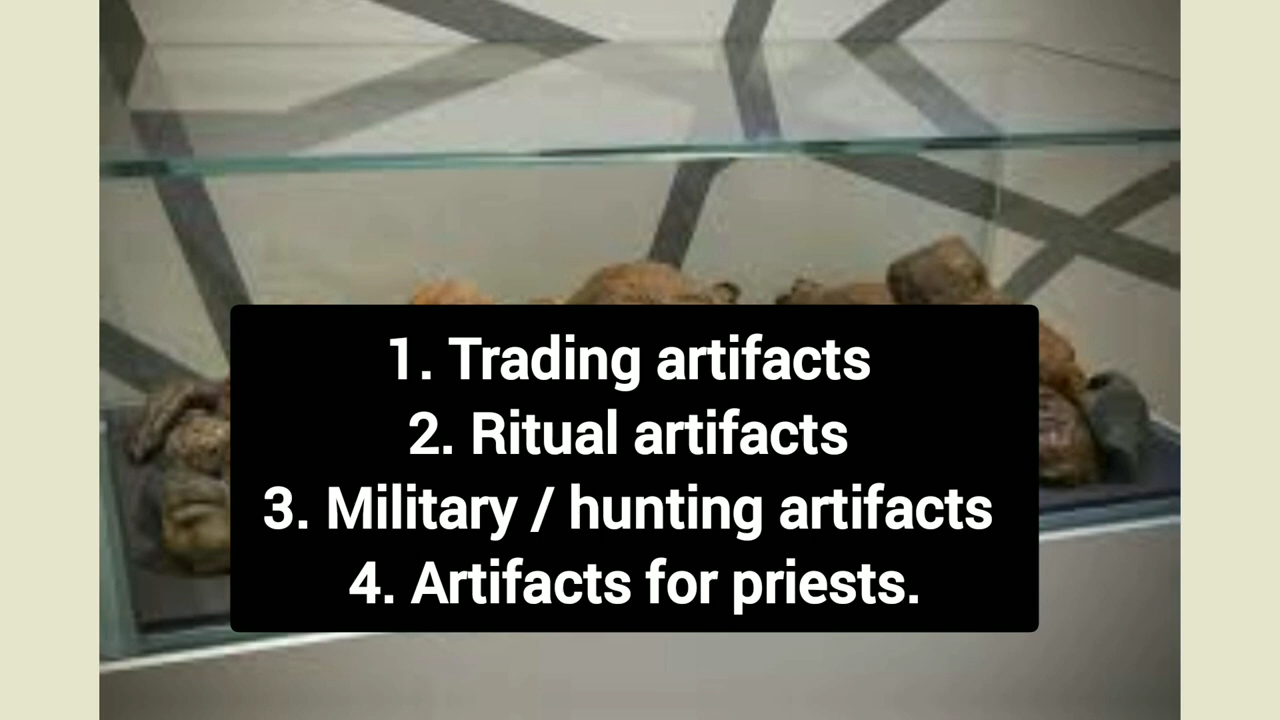 1. Trading artifacts
2. Ritual artifacts
3. Military / hunting artifacts
4. Artifacts for priests.